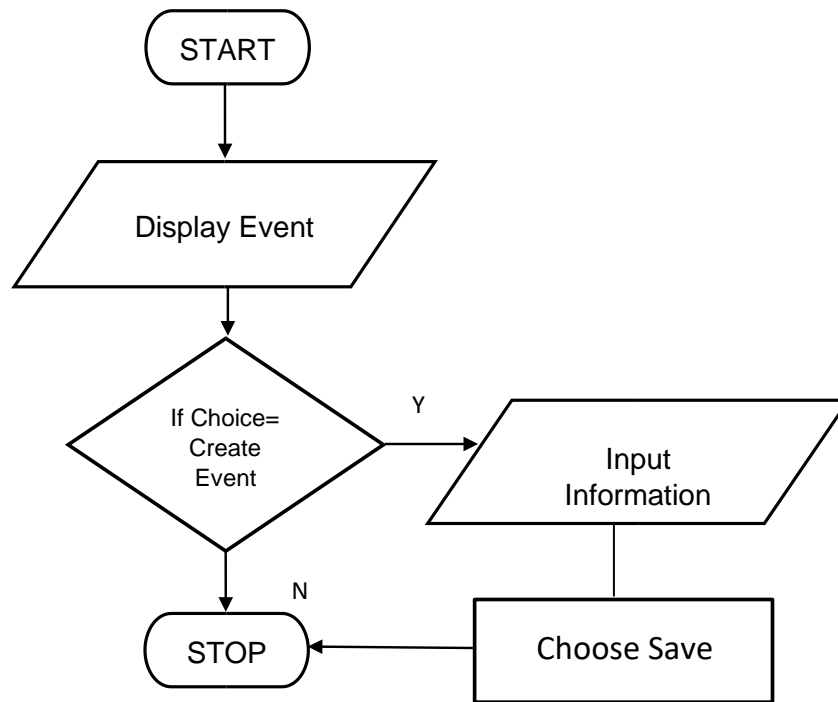 START
Display Event
If Choice=
Create
Event
Y
Input
Information
N
STOP
Choose Save